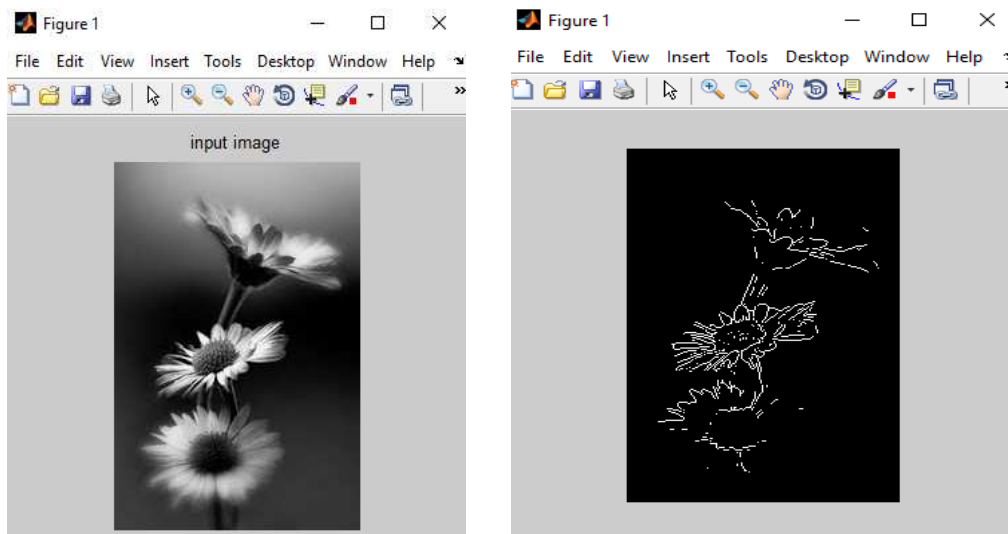 Figure 1
File Edit View Insert Tools Desktop Window Help
input image
Figure 1
File Edit View Insert Tools Desktop Window Help